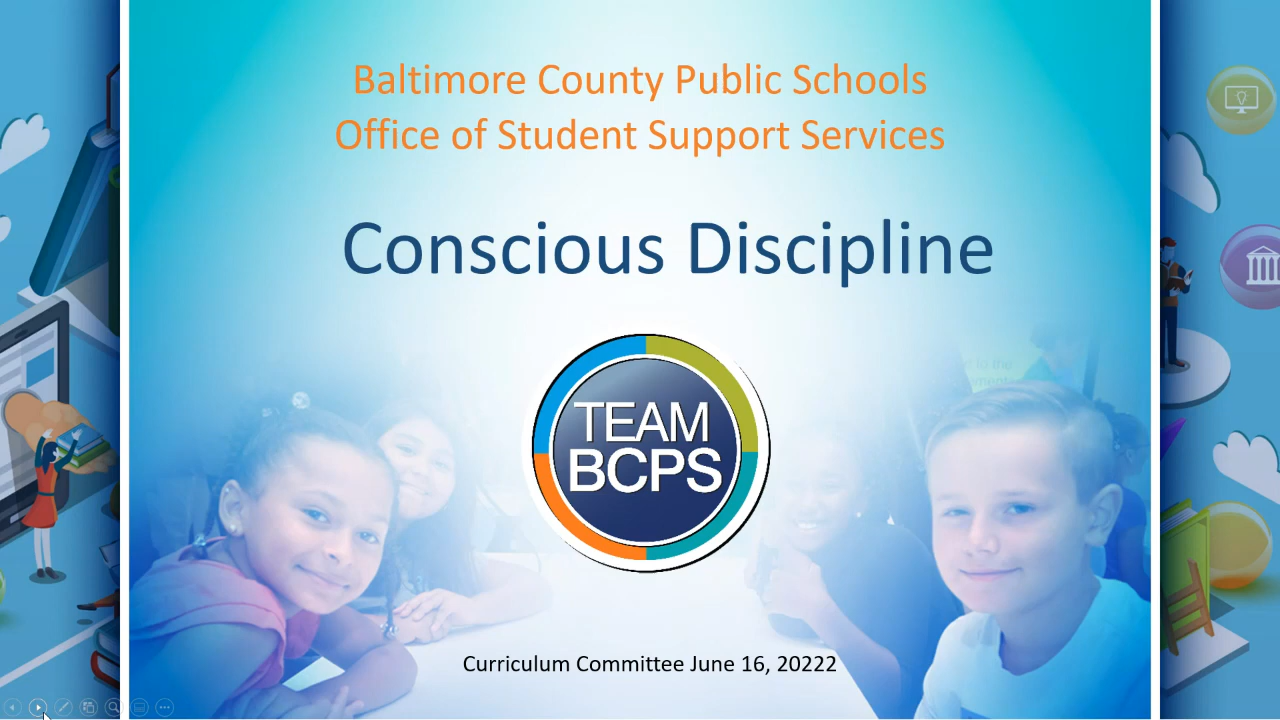 Baltimore County Public Schools
Office of Student Support Services
Conscious Discipline
TEAM
BCPS
Curriculum Committee June 16, 20222